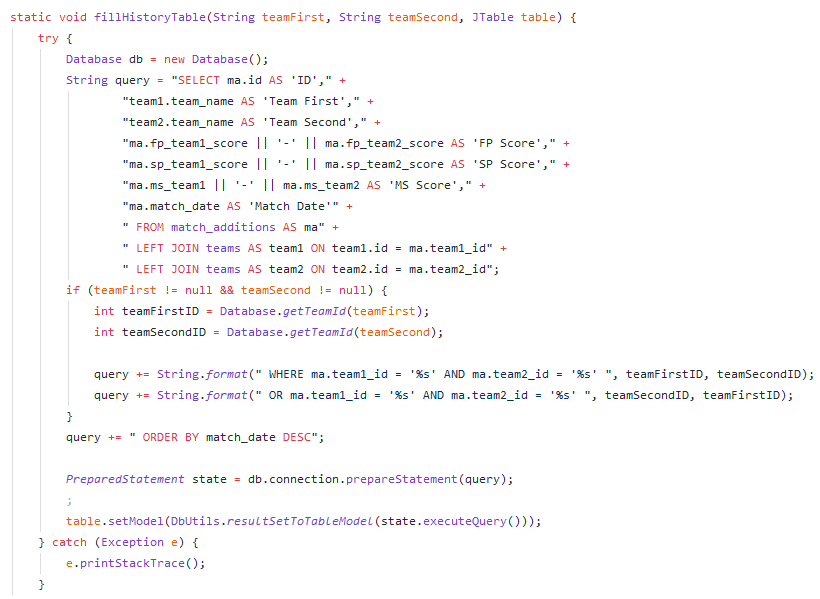 static void fillHistoryTable(String teamFirst, String teamSecond, JTable table) {
    try {
        Database db = new Database();
        String query = "SELECT ma.id AS 'ID'," +
                "team1.team_name AS 'Team First'," +
                "team2.team_name AS 'Team Second'," +
                "ma.fp_team1_score || '-' || ma.fp_team2_score AS 'FP Score'," +
                "ma.sp_team1_score || '-' || ma.sp_team2_score AS 'SP Score'," +
                "ma.ms_team1 || '-' || ma.ms_team2 AS 'MS Score'," +
                "ma.match_date AS 'Match Date'" +
                " FROM match_additions AS ma" +
                " LEFT JOIN teams AS team1 ON team1.id = ma.team1_id" +
                " LEFT JOIN teams AS team2 ON team2.id = ma.team2_id";
        if (teamFirst != null && teamSecond != null) {
            int teamFirstID = Database.getTeamId(teamFirst);
            int teamSecondID = Database.getTeamId(teamSecond);

            query += String.format(" WHERE ma.team1_id = '%s' AND ma.team2_id = '%s' ", teamFirstID, teamSecondID);
            query += String.format(" OR ma.team1_id = '%s' AND ma.team2_id = '%s' ", teamSecondID, teamFirstID);
        }
        query += " ORDER BY match_date DESC";

        PreparedStatement state = db.connection.prepareStatement(query);
        ;
        table.setModel(DbUtils.resultSetToTableModel(state.executeQuery()));
    } catch (Exception e) {
        e.printStackTrace();
    }